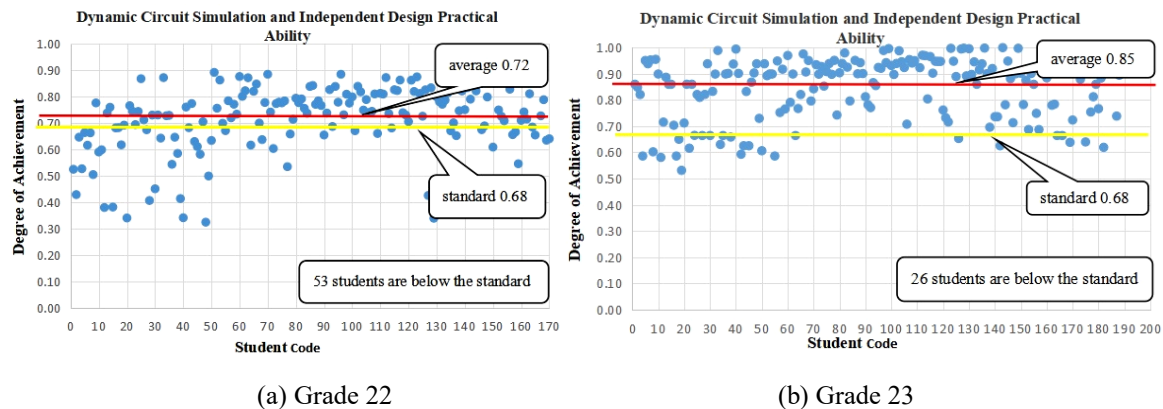 Dynamic Circuit Simulation and Independent Design Practical
Ability
Degree of Achievement
1.00
0.90
0.80
0.70
0.60
0.50
0.40
0.30
0.20
0.10
0.00
average 0.72
standard 0.68
53 students are below the standard
0 10 20 30 40 50 60 70 80 90 100 110 120 130 140 150 160 170
Student Code
(a) Grade 22
Dynamic Circuit Simulation and Independent Design Practical
Ability
Degree of Achievement
1.00
0.90
0.80
0.70
0.60
0.50
0.40
0.30
0.20
0.10
0.00
average 0.85
standard 0.68
26 students are below the standard
0 10 20 30 40 50 60 70 80 90 100 110 120 130 140 150 160 170 180 190 200
Student Code
(b) Grade 23